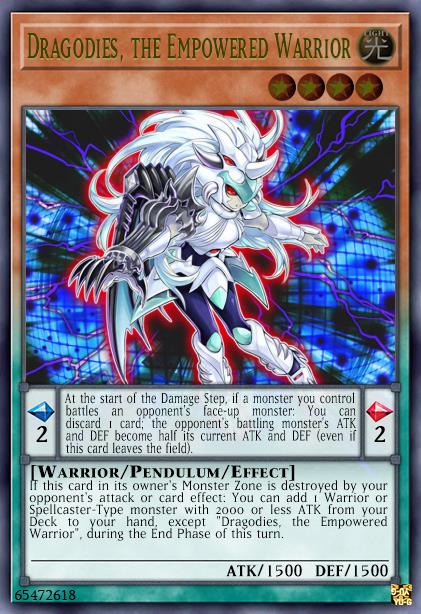 Dragodies, the Empowered Warrior
LIGHT
光
At the start of the Damage Step, if a monster you control
battles an opponent's face-up monster: You can
discard 1 card; the opponent's battling monster's ATK
and DEF become half its current ATK and DEF (even if
this card leaves the field).
2
2
[Warrior/Pendulum/Effect]
If this card in its owner's Monster Zone is destroyed by your
opponent's attack or card effect: You can add 1 Warrior or
Spellcaster-Type monster with 2000 or less ATK from your
Deck to your hand, except "Dragodies, the Empowered
Warrior", during the End Phase of this turn.
ATK/1500 DEF/1500
65472618